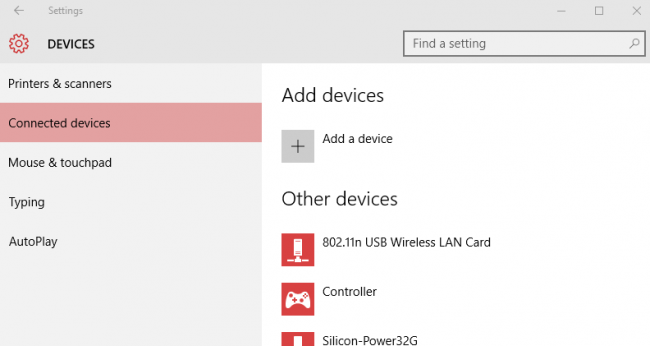 Settings
DEVICES
Find a setting
Printers & scanners
Connected devices
Mouse & touchpad
Typing
AutoPlay
Add devices
Add a device
Other devices
802.11n USB Wireless LAN Card
Controller
Silicon-Power32G